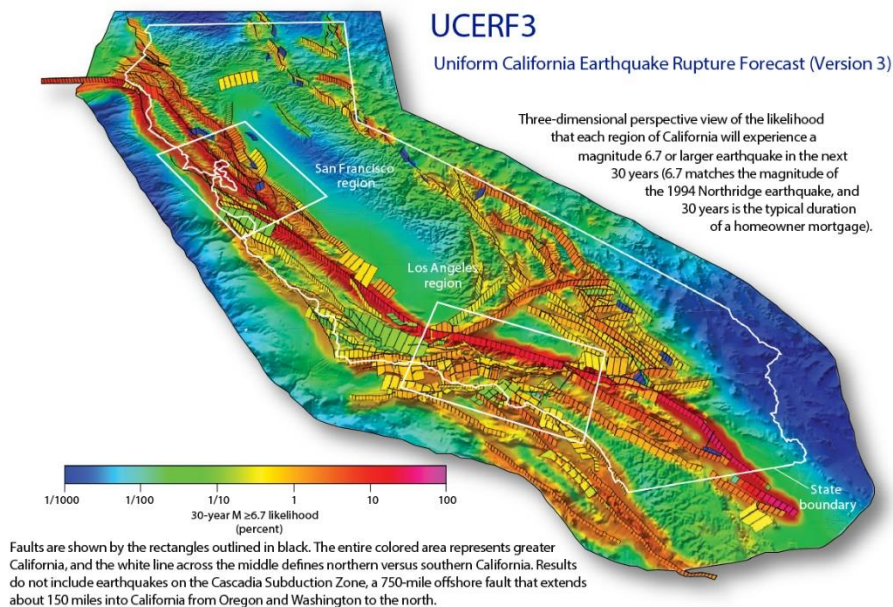 UCERF3
Uniform California Earthquake Rupture Forecast (Version 3)
Three-dimensional perspective view of the likelihood
that each region of California will experience a
magnitude 6.7 or larger earthquake in the next
30 years (6.7 matches the magnitude of
the 1994 Northridge earthquake, and
30 years is the typical duration
of a homeowner mortgage).
San Francisco
region
Los Angeles
region
State
boundary
1/1000 1/100 1/10 1 10 100
30-year M ≥6.7 likelihood
(percent)
Faults are shown by the rectangles outlined in black. The entire colored area represents greater
California, and the white line across the middle defines northern versus southern California. Results
do not include earthquakes on the Cascadia Subduction Zone, a 750-mile offshore fault that extends
about 150 miles into California from Oregon and Washington to the north.